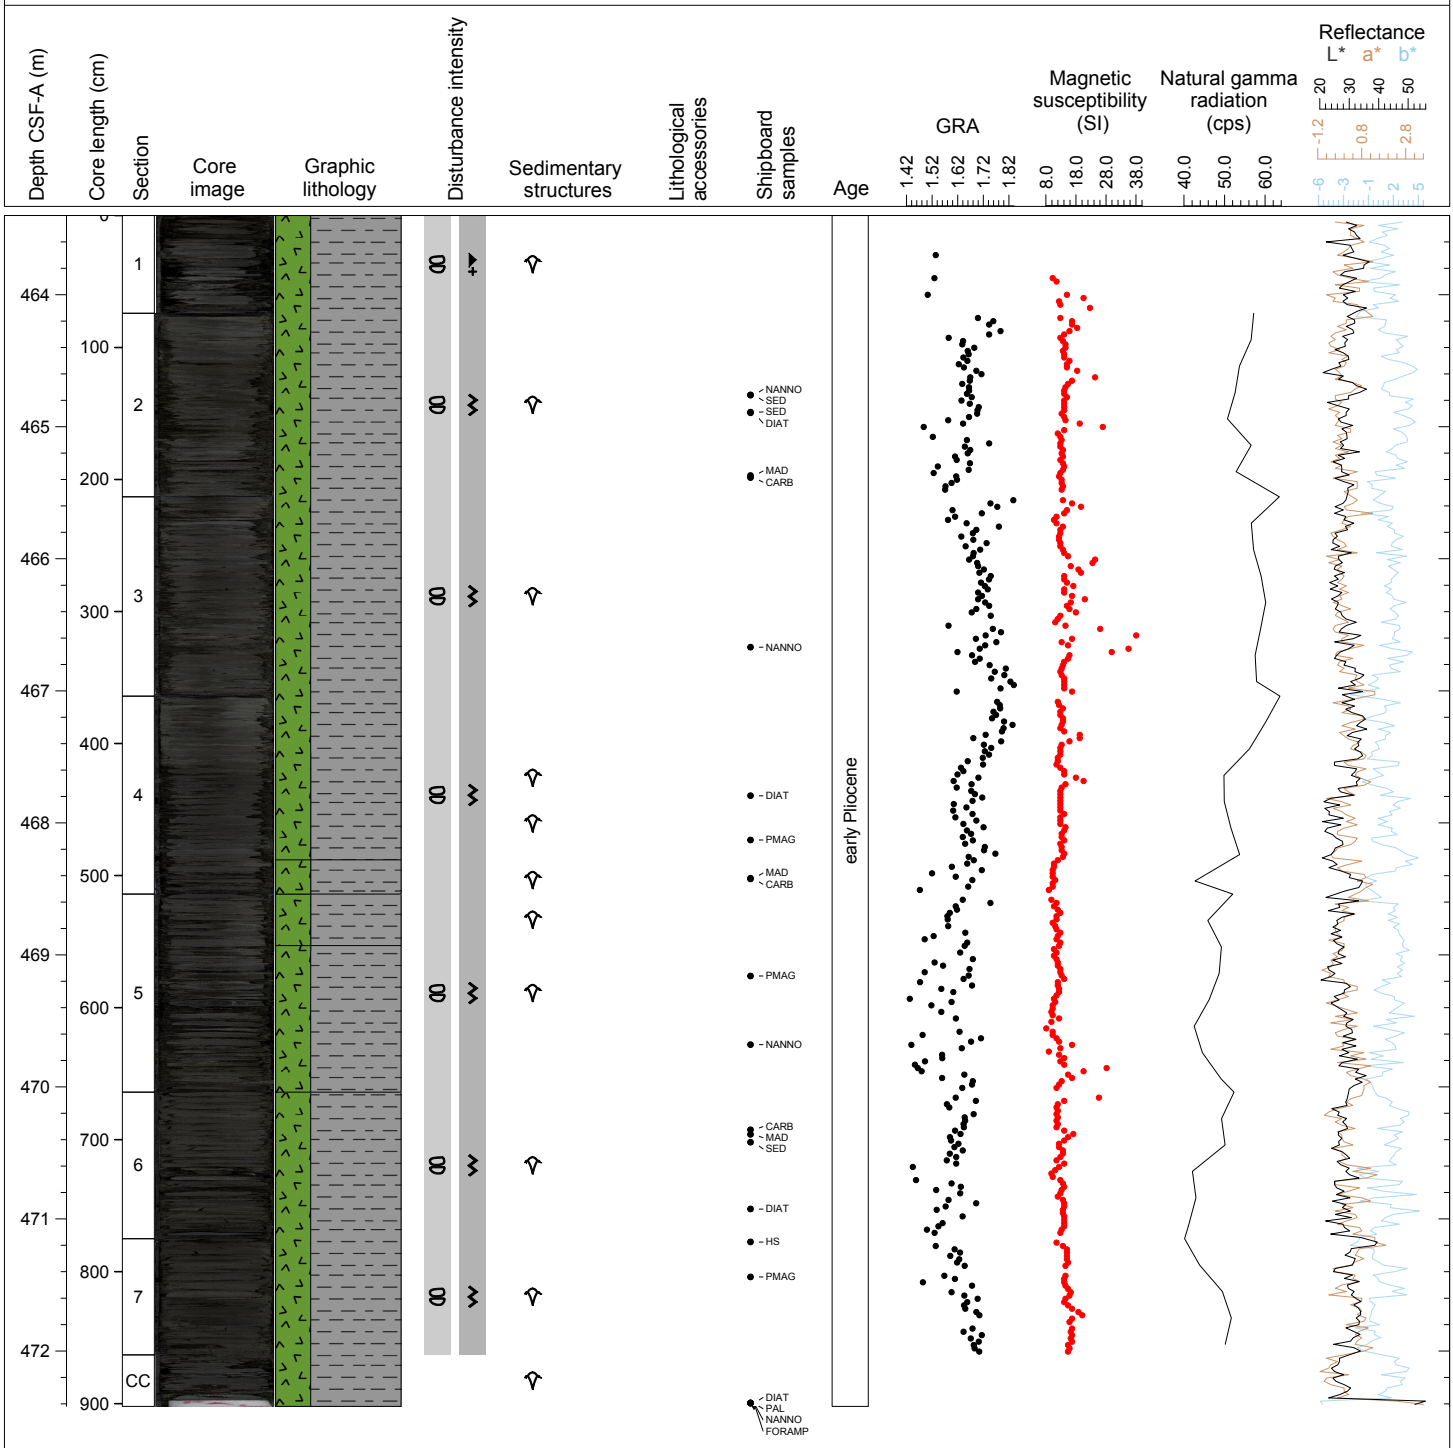 Depth CSF-A (m)
Core length (cm)
Section
Core
image
Graphic
lithology
Disturbance intensity
Sedimentary
structures
Lithological
accessories
Shipboard
samples
Age
GRA
1.42 1.52 1.62 1.72 1.82
Magnetic
susceptibility
(SI)
8.0 18.0 28.0 38.0
Natural gamma
radiation
(cps)
40.0 50.0 60.0
Reflectance
L* a* b*
20 30 40 50
-1.2 0.8 2.8
-6 -3 -1 2 5
464
465
466
467
468
469
470
471
472
0
100
200
300
400
500
600
700
800
900
1
2
3
4
5
6
7
CC
NANNO
SED
SED
DIAT
MAD
CARB
NANNO
DIAT
PMAG
MAD
CARB
PMAG
NANNO
CARB
MAD
SED
DIAT
HS
PMAG
DIAT
PAL
NANNO
FORAMP
early Pliocene